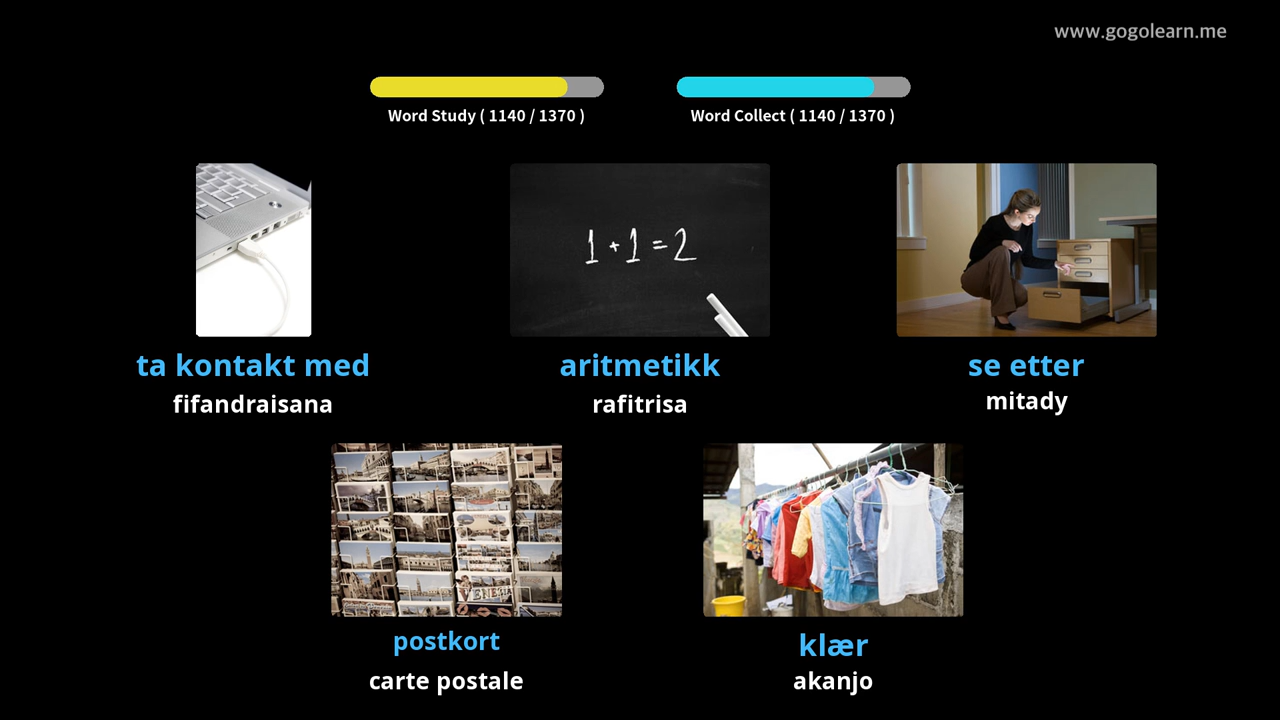 www.gogolearn.me
Word Study ( 1140 / 1370 )
Word Collect ( 1140 / 1370 )
1 + 1 = 2
ta kontakt med
fifandraisana
aritmetikk
rafitrisa
se etter
mitady
postkort
carte postale
klær
akanjo